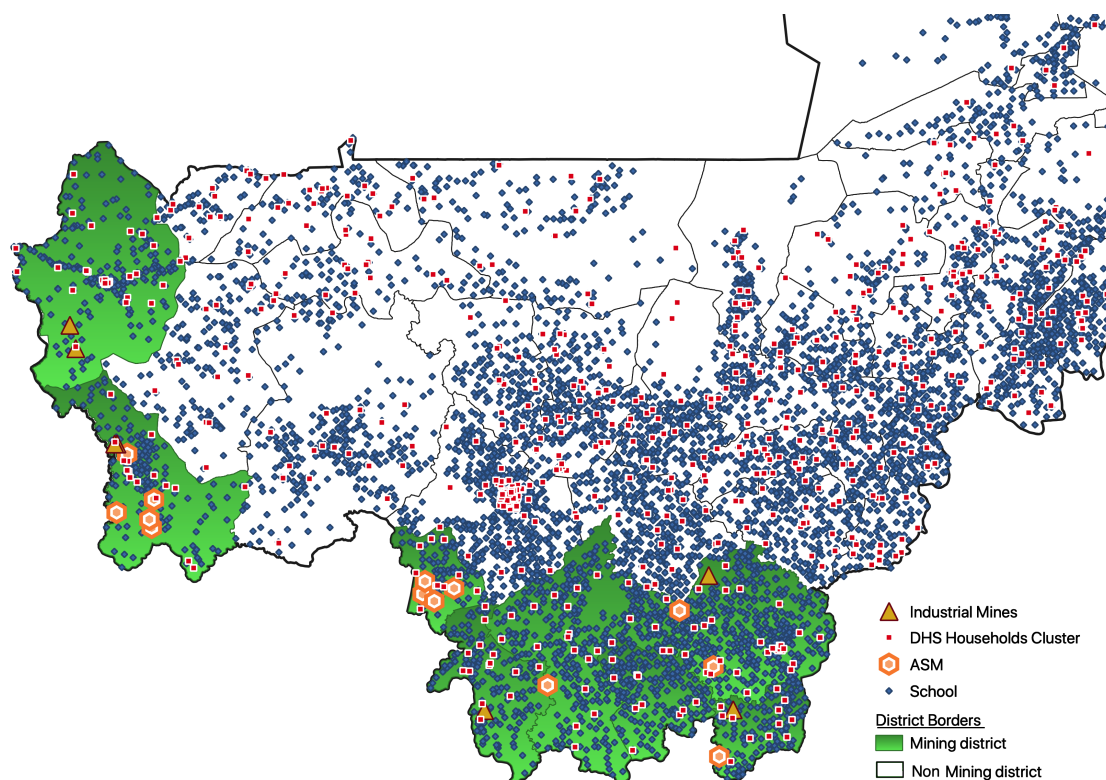 Industrial Mines
DHS Households Cluster
ASM
School
District Borders
Mining district
Non Mining district